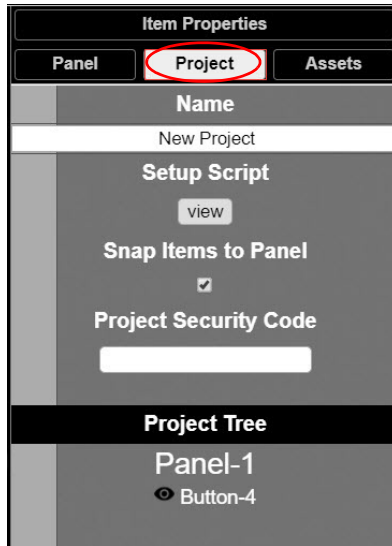 Item Properties
Panel Project Assets
Name
New Project
Setup Script
view
Snap Items to Panel
Project Security Code
Project Tree
Panel-1
Button-4